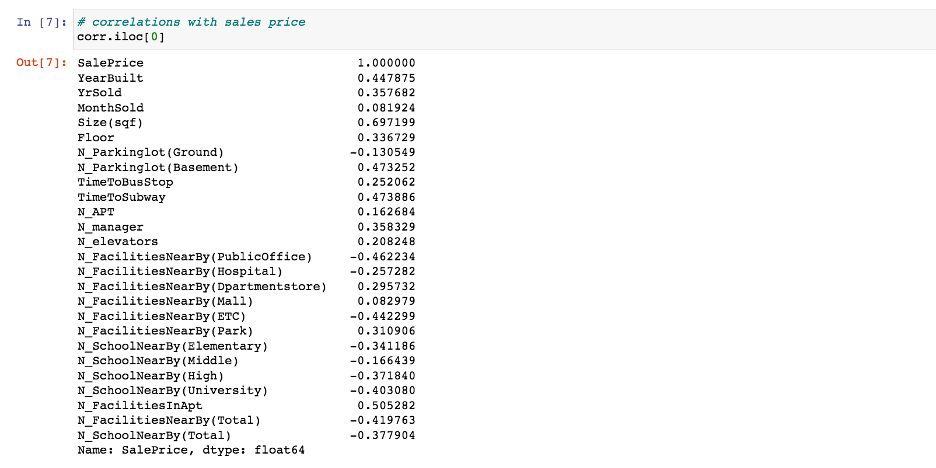 In [7]: # correlations with sales price
corr.iloc[0]
Out[7]: SalePrice 1.000000
YearBuilt 0.447875
YrSold 0.357682
MonthSold 0.081924
Size(sqf) 0.697199
Floor 0.336729
N_Parkinglot(Ground) -0.130549
N_Parkinglot(Basement) 0.473252
TimeToBusStop 0.252062
TimeToSubway 0.473886
N_APT 0.162684
N_manager 0.358329
N_elevators 0.208248
N_FacilitiesNearBy(PublicOffice) -0.462234
N_FacilitiesNearBy(Hospital) -0.257282
N_FacilitiesNearBy(Dpartmentstore) 0.295732
N_FacilitiesNearBy(Mall) 0.082979
N_FacilitiesNearBy(ETC) -0.442299
N_FacilitiesNearBy(Park) 0.310906
N_SchoolNearBy(Elementary) -0.341186
N_SchoolNearBy(Middle) -0.166439
N_SchoolNearBy(High) -0.371840
N_SchoolNearBy(University) -0.403080
N_FacilitiesInApt 0.505282
N_FacilitiesNearBy(Total) -0.419763
N_SchoolNearBy(Total) -0.377904
Name: SalePrice, dtype: float64